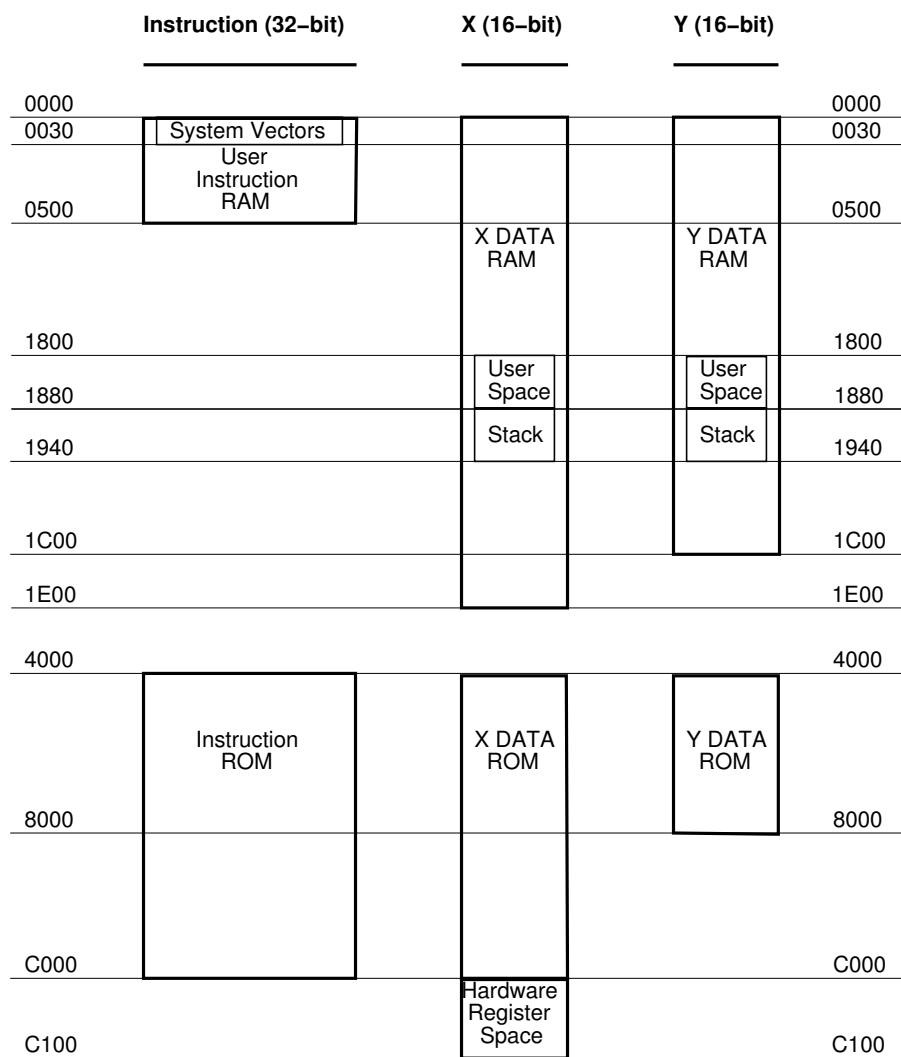 Instruction (32−bit) X (16−bit) Y (16−bit)
0000 0000
System Vectors
0030 0030
User
Instruction
RAM
0500 0500
X DATA Y DATA
RAM RAM
1800 1800
User User
Space Space
1880 1880
Stack Stack
1940 1940
1C00 1C00
1E00 1E00
4000 4000
Instruction X DATA Y DATA
ROM ROM ROM
8000 8000
C000 C000
Hardware
Register
Space
C100 C100